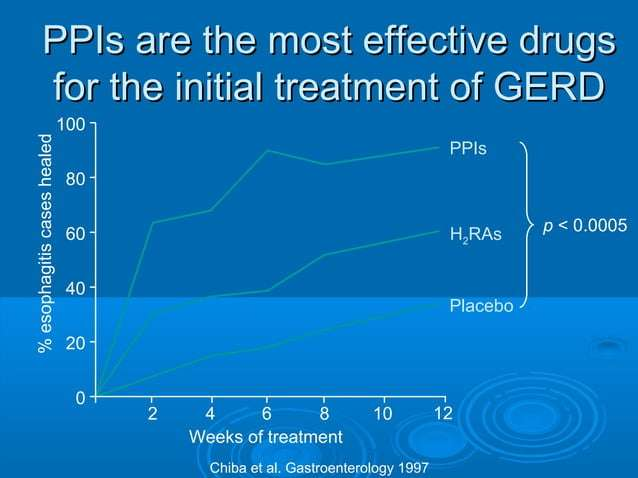 PPIs are the most effective drugs
for the initial treatment of GERD
% esophagitis cases healed
100
80
60
40
20
0
PPIs
H₂RAs
Placebo
p < 0.0005
2 4 6 8 10 12
Weeks of treatment
Chiba et al. Gastroenterology 1997